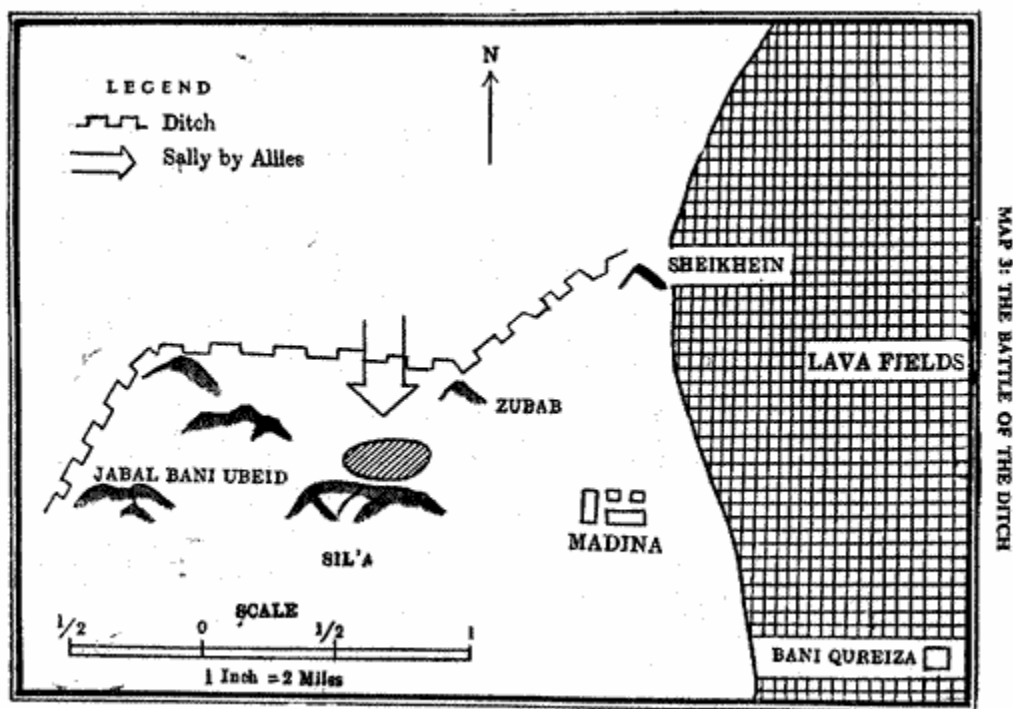 LEGEND
Ditch
Sally by Allies
N
SHEIKHEIN
LAVA FIELDS
ZUBAB
JABAL BANI UBEID
MADINA
SIL'A
SCALE
1/2 0 1/2 1
1 Inch = 2 Miles
BANI QUREIZA
MAP 3: THE BATTLE OF THE DITCH